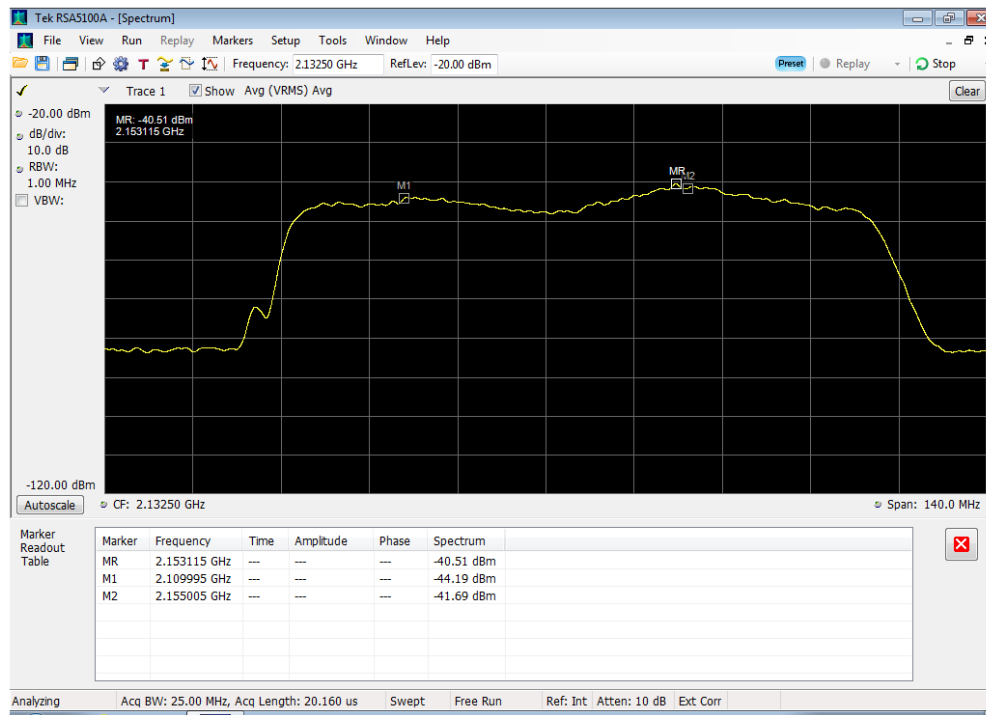 Tek RSA5100A - [Spectrum]
File View Run Replay Markers Setup Tools Window Help
T Frequency: 2.13250 GHz RefLev: -20.00 dBm Preset Replay Stop
Trace 1 Show Avg (VRMS) Avg Clear
-20.00 dBm
dB/div:
10.0 dB
RBW:
1.00 MHz
VBW:
MR: -40.51 dBm
2.153115 GHz
M1
MR
M2
-120.00 dBm
Autoscale CF: 2.13250 GHz Span: 140.0 MHz
Marker
Readout
Table
Marker Frequency Time Amplitude Phase Spectrum
MR 2.153115 GHz --- --- --- -40.51 dBm
M1 2.109995 GHz --- --- --- -44.19 dBm
M2 2.155005 GHz --- --- --- -41.69 dBm
Analyzing Acq BW: 25.00 MHz, Acq Length: 20.160 us Swept Free Run Ref: Int Atten: 10 dB Ext Corr